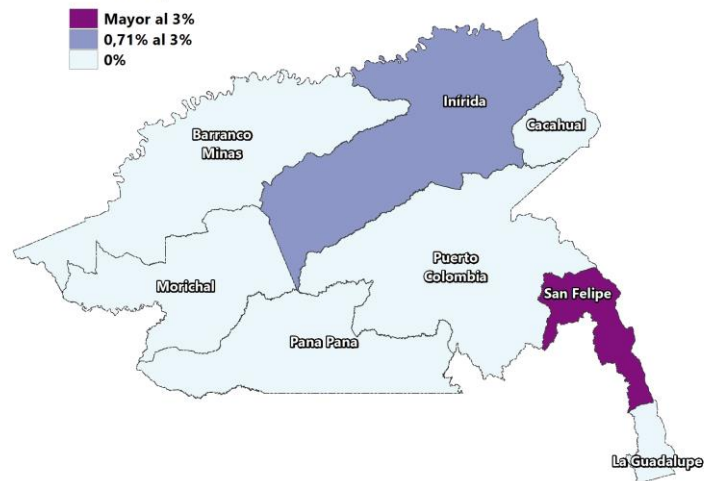 Mayor al 3%
0,71% al 3%
0%
Inírida
Cacahual
Barranco
Minas
Puerto
Colombia
Morichal
San Felipe
Pana Pana
La Guadalupe